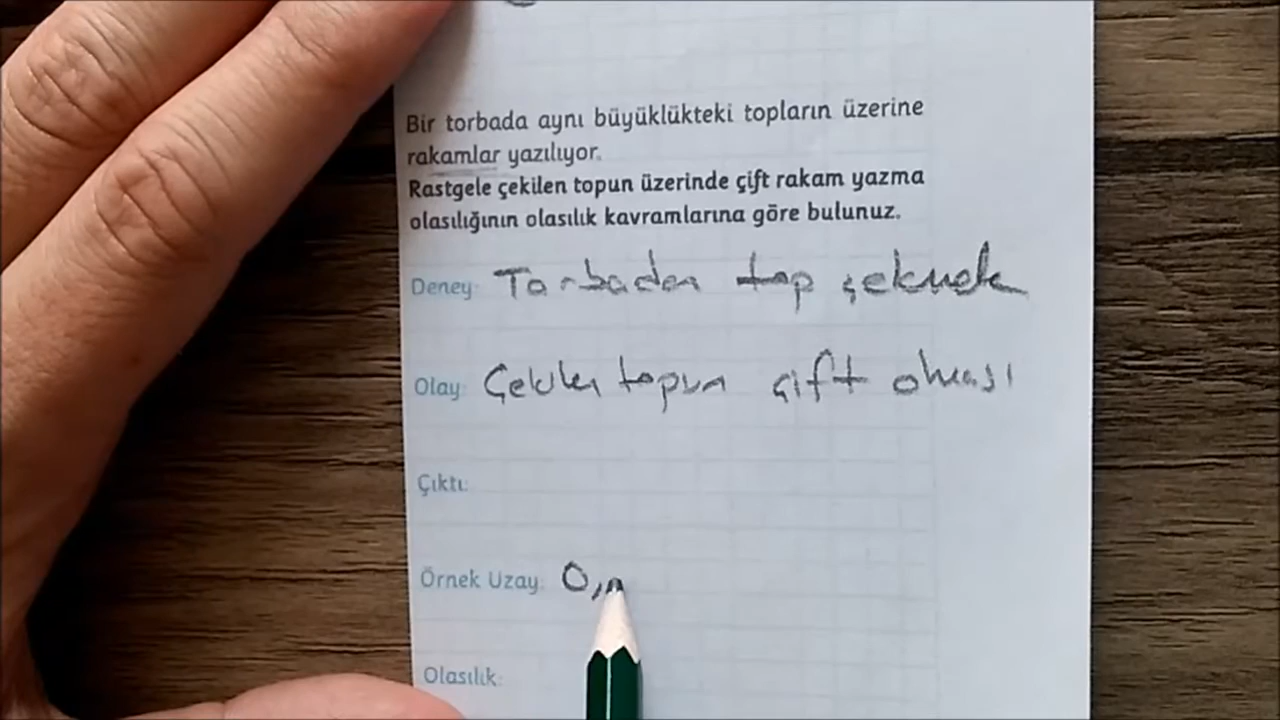 Bir torbada aynı büyüklükteki topların üzerine
rakamlar yazılıyor.
Rastgele çekilen topun üzerinde çift rakam yazma
olasılığının olasılık kavramlarına göre bulunuz.
Deney: Torbadan top çekmek
Olay: Çekilen topun çift olması
Çıktı:
Örnek Uzay: 0,
Olasılık: